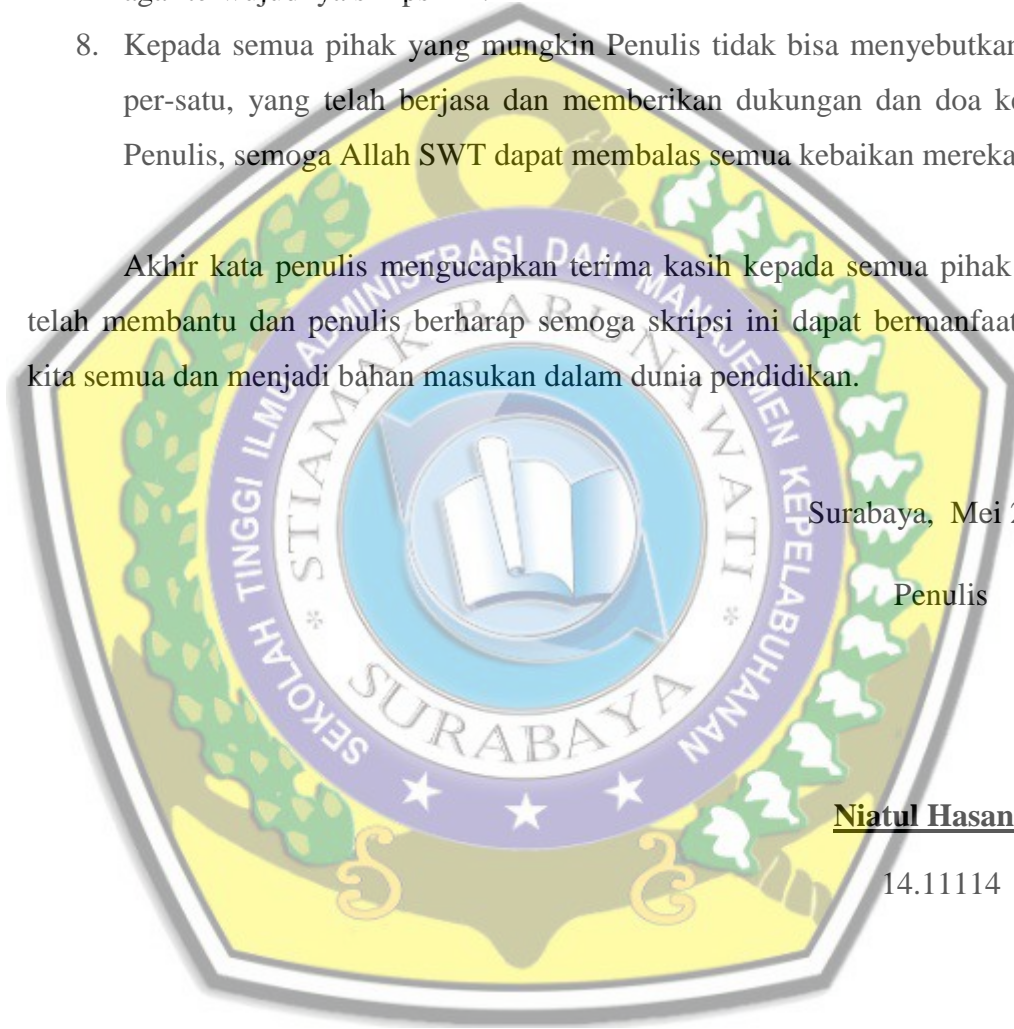 8. Kepada semua pihak yang mungkin Penulis tidak bisa menyebutkan
per-satu, yang telah berjasa dan memberikan dukungan dan doa
Penulis, semoga Allah SWT dapat membalas semua kebaikan mereka
Akhir kata penulis mengucapkan terima kasih kepada semua pihak
telah membantu dan penulis berharap semoga skripsi ini dapat bermanfaat
kita semua dan menjadi bahan masukan dalam dunia pendidikan.
Surabaya, Mei 2
Penulis
Niatul Hasan
14.11114
SEKOLAH TINGGI ILMU ADMINISTRASI DAN MANAJEMEN KEPELABUHANAN
STIAMAK BARUNAWATI
SURABAYA